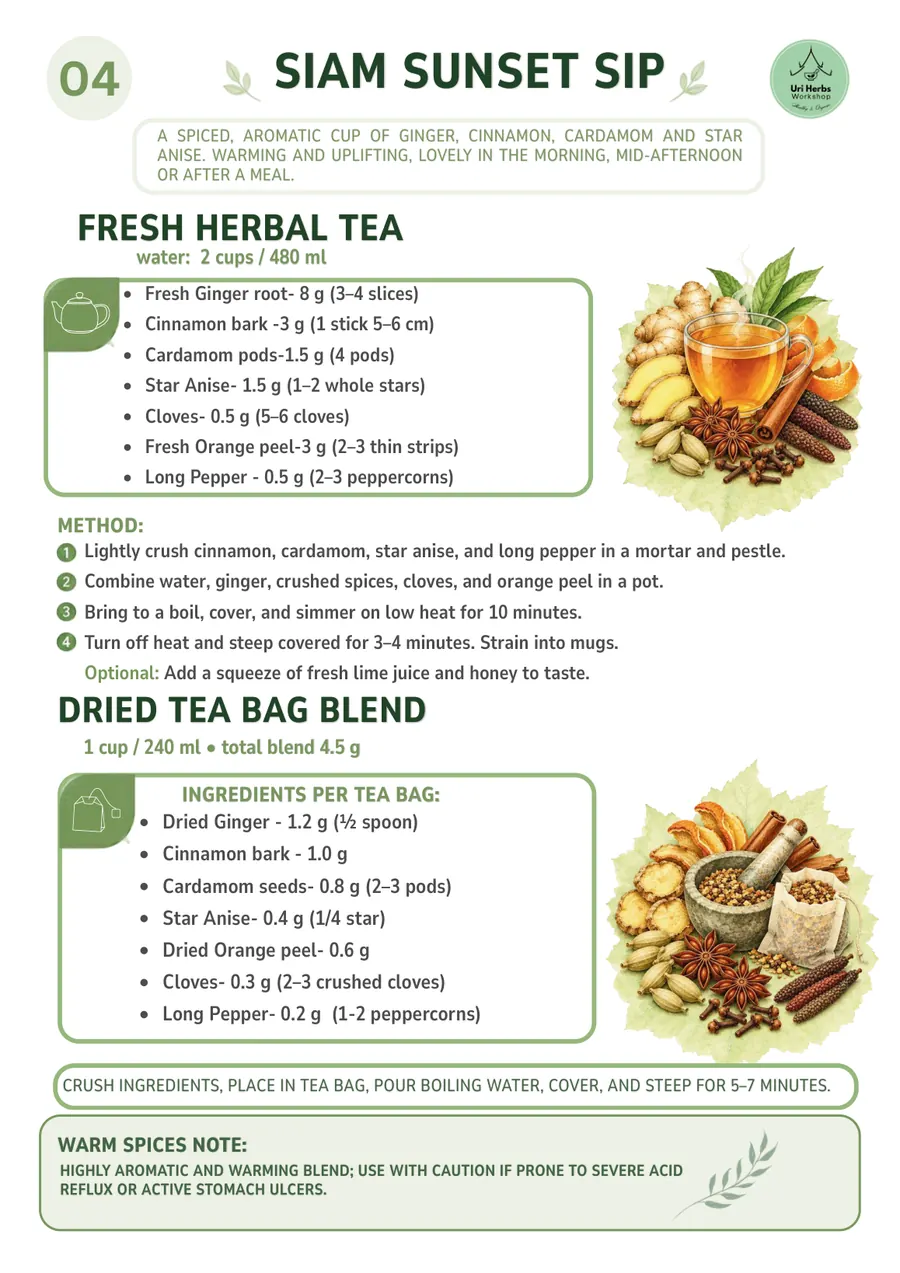 04
SIAM SUNSET SIP
Uri Herbs
Workshop
Healthy & Organic
A SPICED, AROMATIC CUP OF GINGER, CINNAMON, CARDAMOM AND STAR
ANISE. WARMING AND UPLIFTING, LOVELY IN THE MORNING, MID-AFTERNOON
OR AFTER A MEAL.
FRESH HERBAL TEA
water: 2 cups / 480 ml
• Fresh Ginger root- 8 g (3–4 slices)
• Cinnamon bark -3 g (1 stick 5–6 cm)
• Cardamom pods-1.5 g (4 pods)
• Star Anise- 1.5 g (1–2 whole stars)
• Cloves- 0.5 g (5–6 cloves)
• Fresh Orange peel-3 g (2–3 thin strips)
• Long Pepper - 0.5 g (2–3 peppercorns)
METHOD:
1 Lightly crush cinnamon, cardamom, star anise, and long pepper in a mortar and pestle.
2 Combine water, ginger, crushed spices, cloves, and orange peel in a pot.
3 Bring to a boil, cover, and simmer on low heat for 10 minutes.
4 Turn off heat and steep covered for 3–4 minutes. Strain into mugs.
Optional: Add a squeeze of fresh lime juice and honey to taste.
DRIED TEA BAG BLEND
1 cup / 240 ml • total blend 4.5 g
INGREDIENTS PER TEA BAG:
• Dried Ginger - 1.2 g (½ spoon)
• Cinnamon bark - 1.0 g
• Cardamom seeds- 0.8 g (2–3 pods)
• Star Anise- 0.4 g (1/4 star)
• Dried Orange peel- 0.6 g
• Cloves- 0.3 g (2–3 crushed cloves)
• Long Pepper- 0.2 g (1-2 peppercorns)
CRUSH INGREDIENTS, PLACE IN TEA BAG, POUR BOILING WATER, COVER, AND STEEP FOR 5–7 MINUTES.
WARM SPICES NOTE:
HIGHLY AROMATIC AND WARMING BLEND; USE WITH CAUTION IF PRONE TO SEVERE ACID
REFLUX OR ACTIVE STOMACH ULCERS.